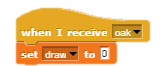 when I receive oak
set draw to 0